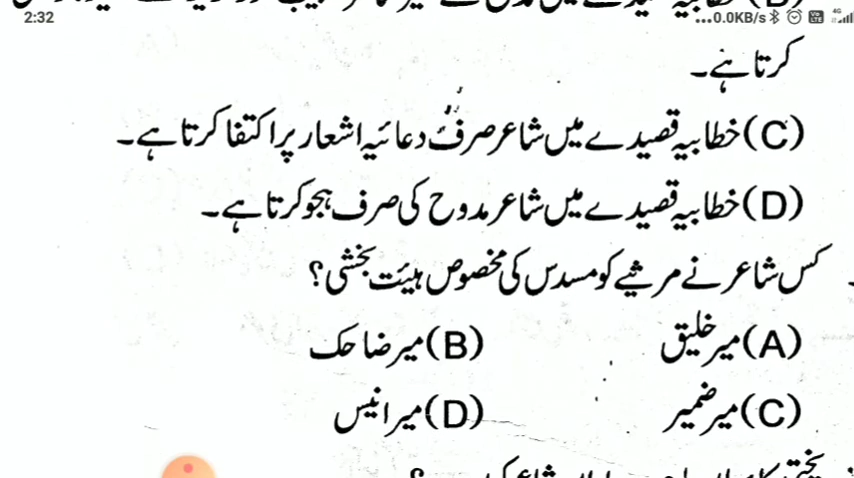 2:32 ...0.0KB/s 4G
کرتا ہے۔
(C) خطابیہ قصیدے میں شاعر صرف دعائیہ اشعار پر اکتفا کرتا ہے۔
(D) خطابیہ قصیدے میں شاعر ممدوح کی صرف ہجو کرتا ہے۔
کس شاعر نے مرثیے کو مسدس کی مخصوص ہیئت بخشی؟
(A) میر خلیق (B) میر ضاحک
(C) میر ضمیر (D) میر انیس